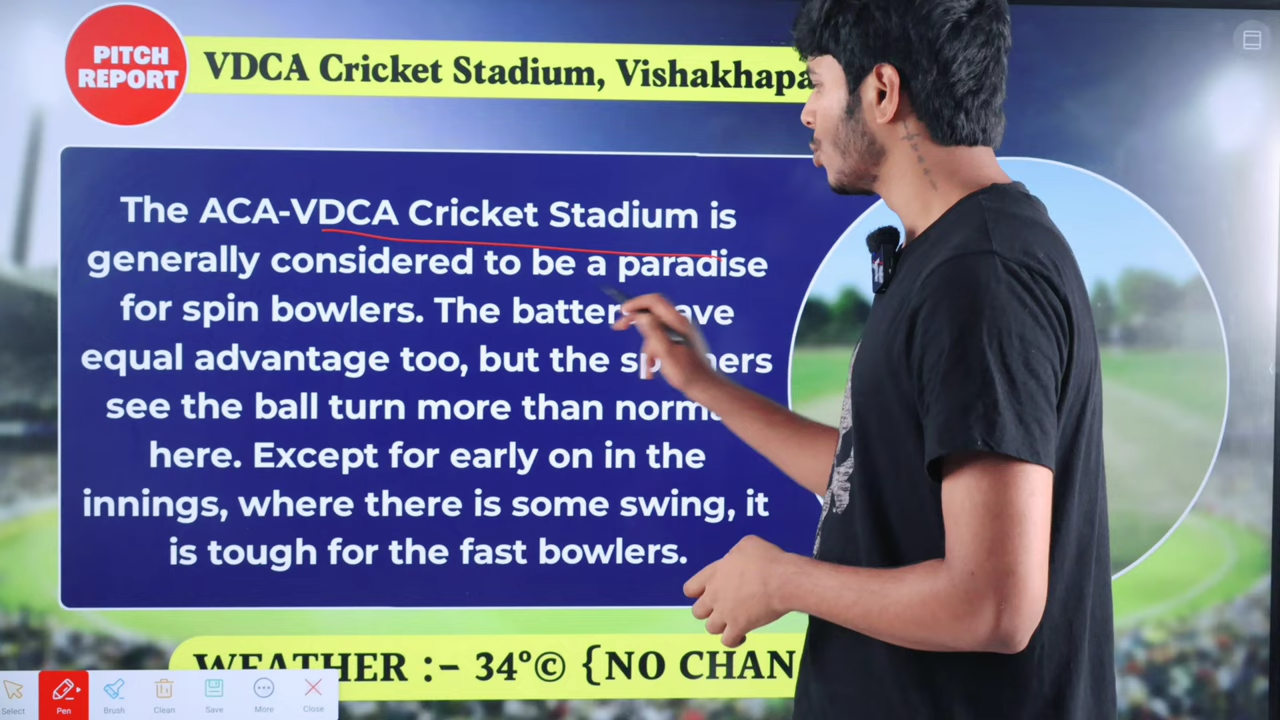 PITCH
REPORT
VDCA Cricket Stadium, Vishakhapa
The ACA-VDCA Cricket Stadium is
generally considered to be a paradise
for spin bowlers. The
equal advantage too, but the
see the ball turn more than
here. Except for early on in the
innings, where there is some swing, it
is tough for the fast bowlers.
WEATHER :- 34°© {NO CHAN
Select
Pen
Brush
Clean
Save
More
Close